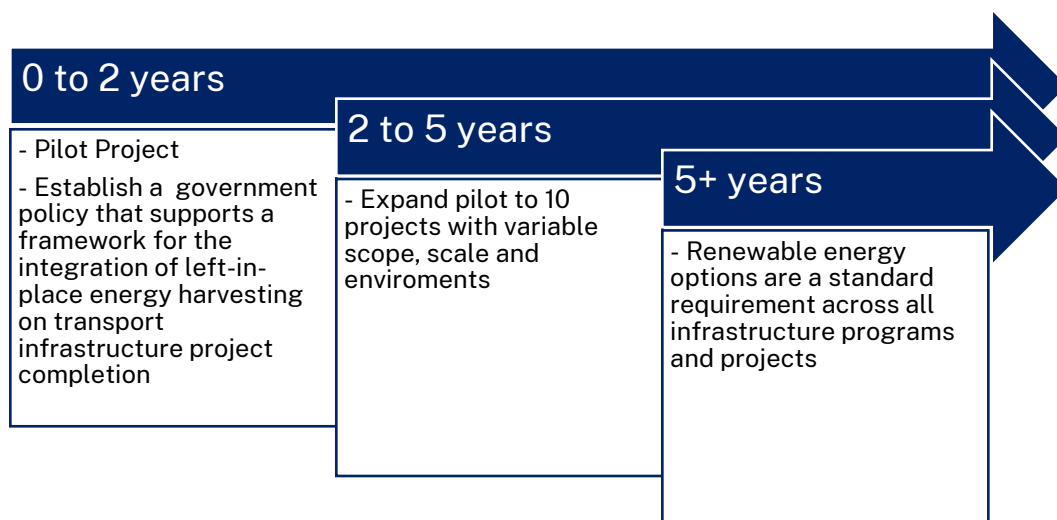 0 to 2 years
- Pilot Project
- Establish a  government
policy that supports a
framework for the
integration of left-in-
place energy harvesting
on transport
infrastructure project
completion
2 to 5 years
- Expand pilot to 10
projects with variable
scope, scale and
enviroments
5+ years
- Renewable energy
options are a standard
requirement across all
infrastructure programs
and projects